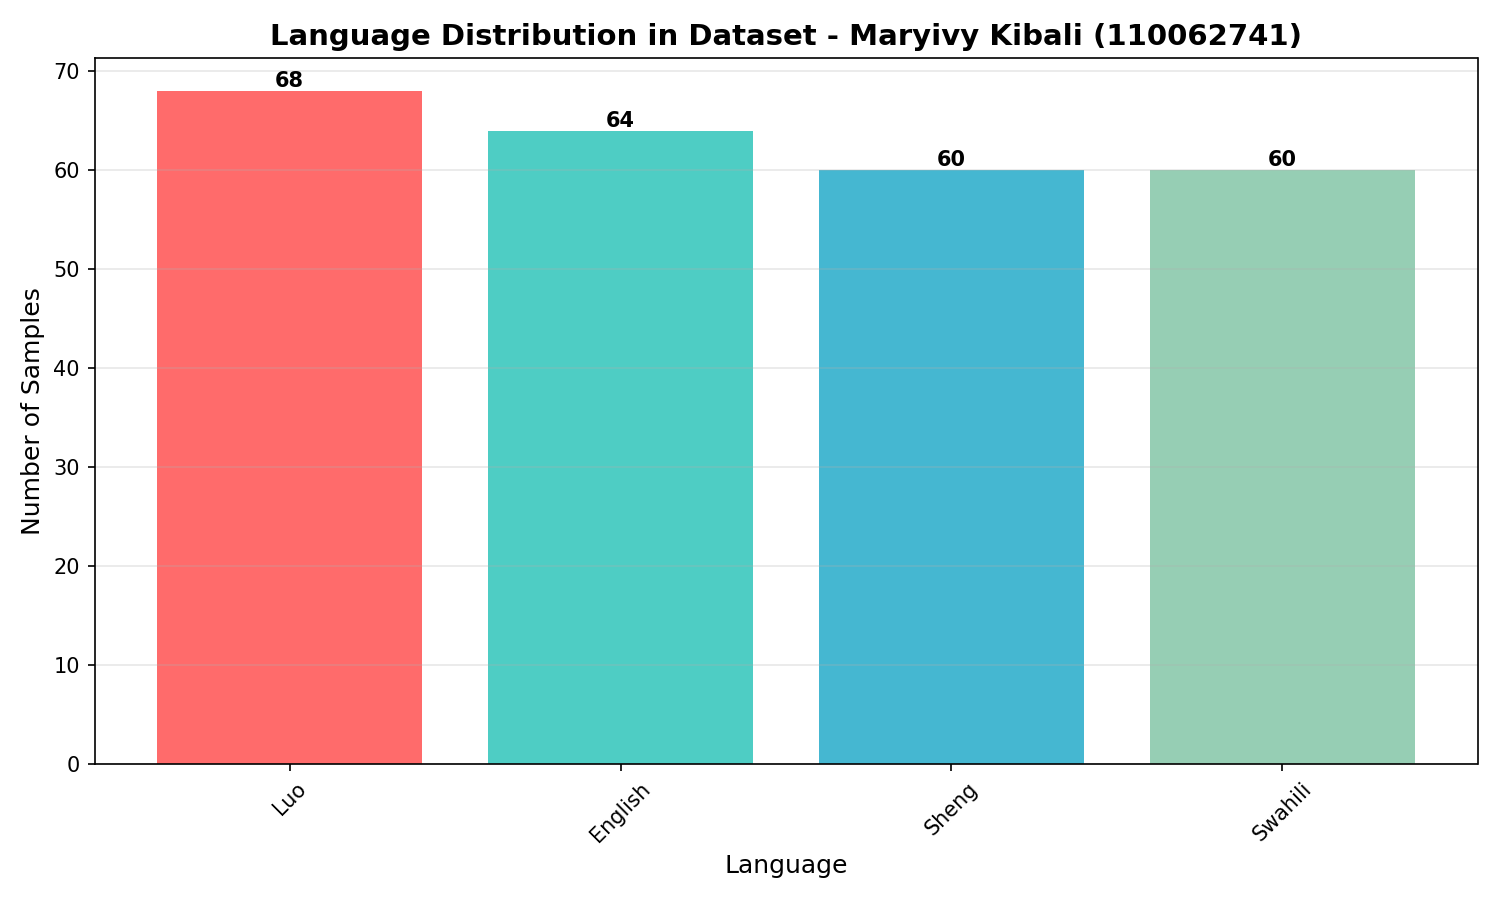 Language Distribution in Dataset - Maryivy Kibali (110062741)
70
60
50
40
30
20
10
0
Number of Samples
68
64
60
60
Luo
English
Sheng
Swahili
Language